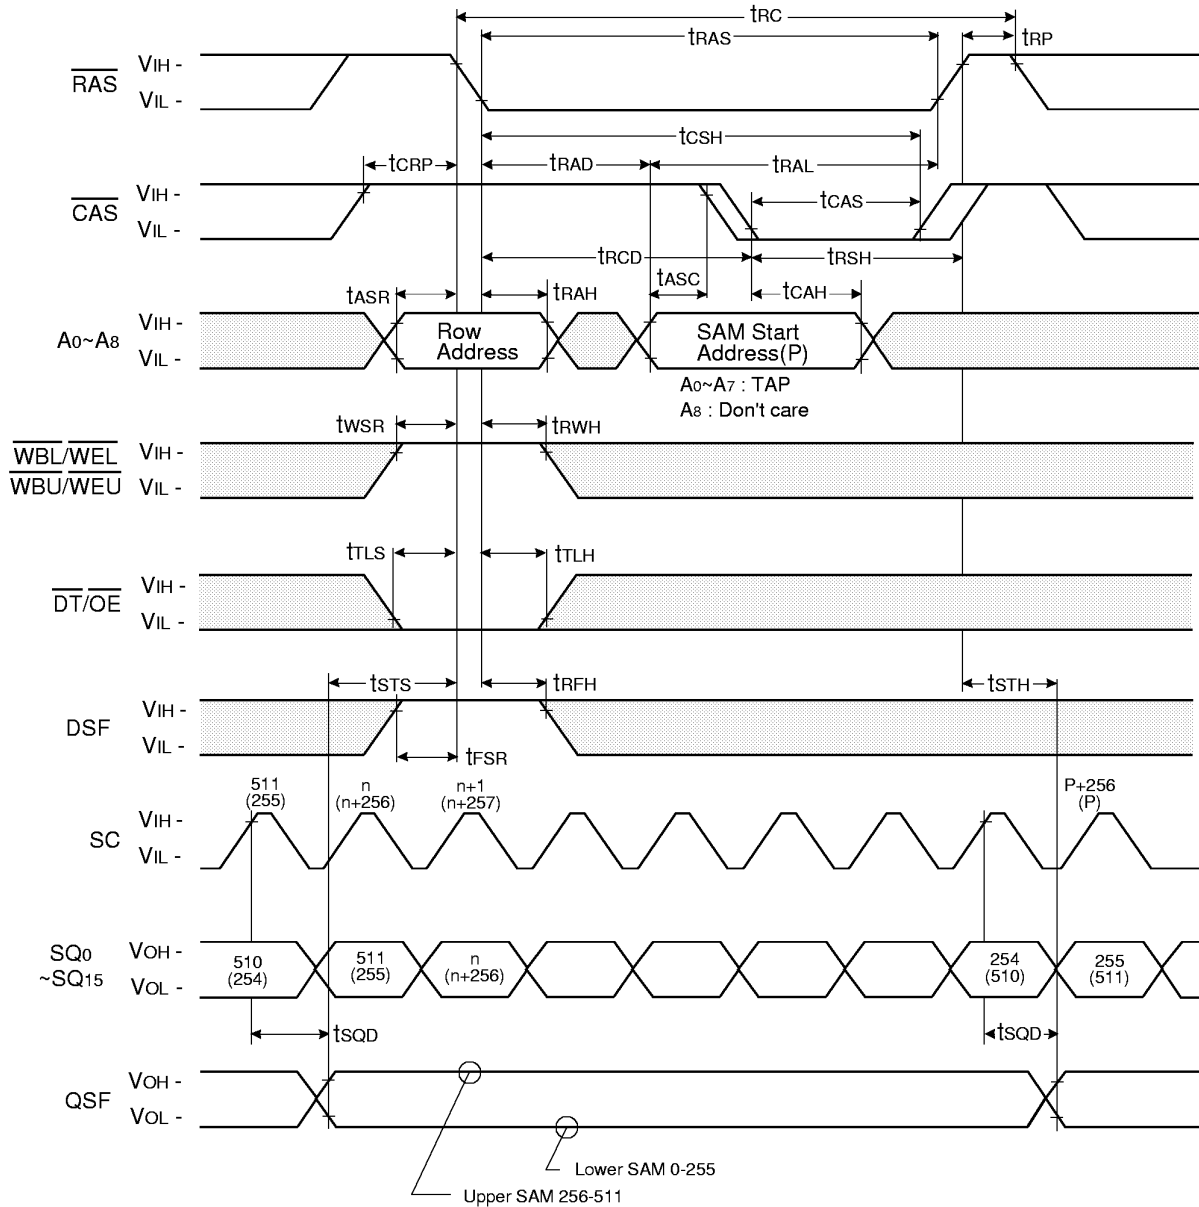 tRC
tRAS
tRP
RAS
VIH -
VIL -
tCSH
tCRP
tRAD
tRAL
CAS
VIH -
VIL -
tCAS
tRCD
tRSH
tASC
tASR
tRAH
tCAH
A0~A8
VIH -
VIL -
Row
Address
SAM Start
Address(P)
A0~A7 : TAP
A8 : Don't care
tWSR
tRWH
WBL/WEL
WBU/WEU
VIH -
VIL -
tTLS
tTLH
DT/OE
VIH -
VIL -
tSTS
tRFH
tSTH
DSF
VIH -
VIL -
tFSR
511
(255)
n
(n+256)
n+1
(n+257)
P+256
(P)
SC
VIH -
VIL -
SQ0
~SQ15
VOH -
VOL -
510
(254)
511
(255)
n
(n+256)
254
(510)
255
(511)
tSQD
tSQD
QSF
VOH -
VOL -
Lower SAM 0-255
Upper SAM 256-511